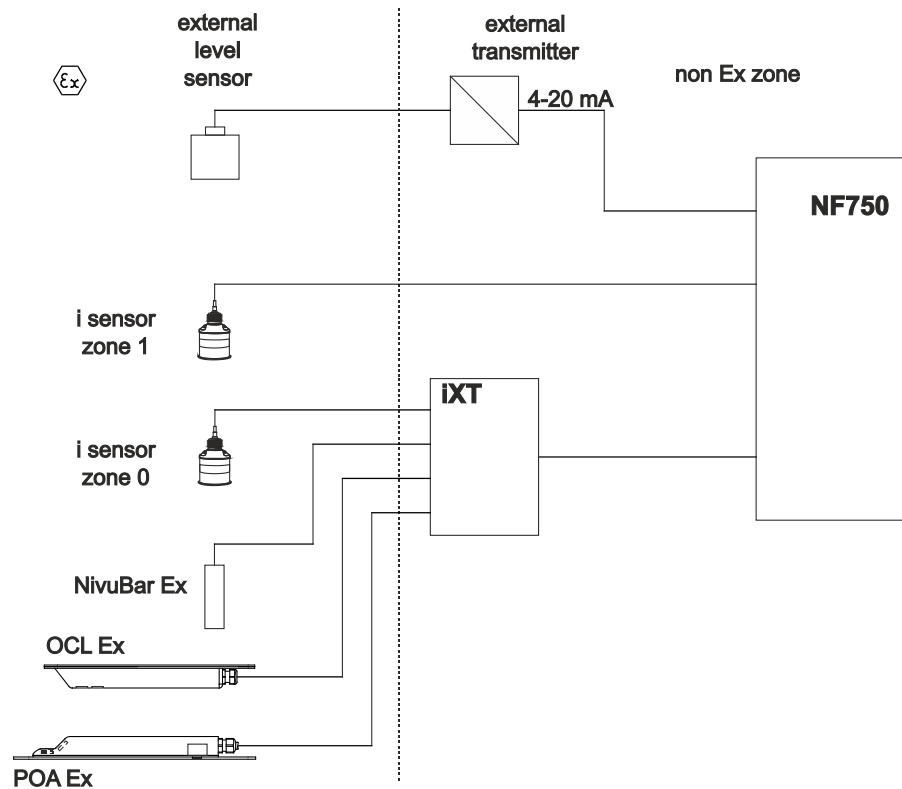 external
level
sensor
external
transmitter
non Ex zone
Ex
4-20 mA
NF750
i sensor
zone 1
iXT
i sensor
zone 0
NivuBar Ex
OCL Ex
POA Ex